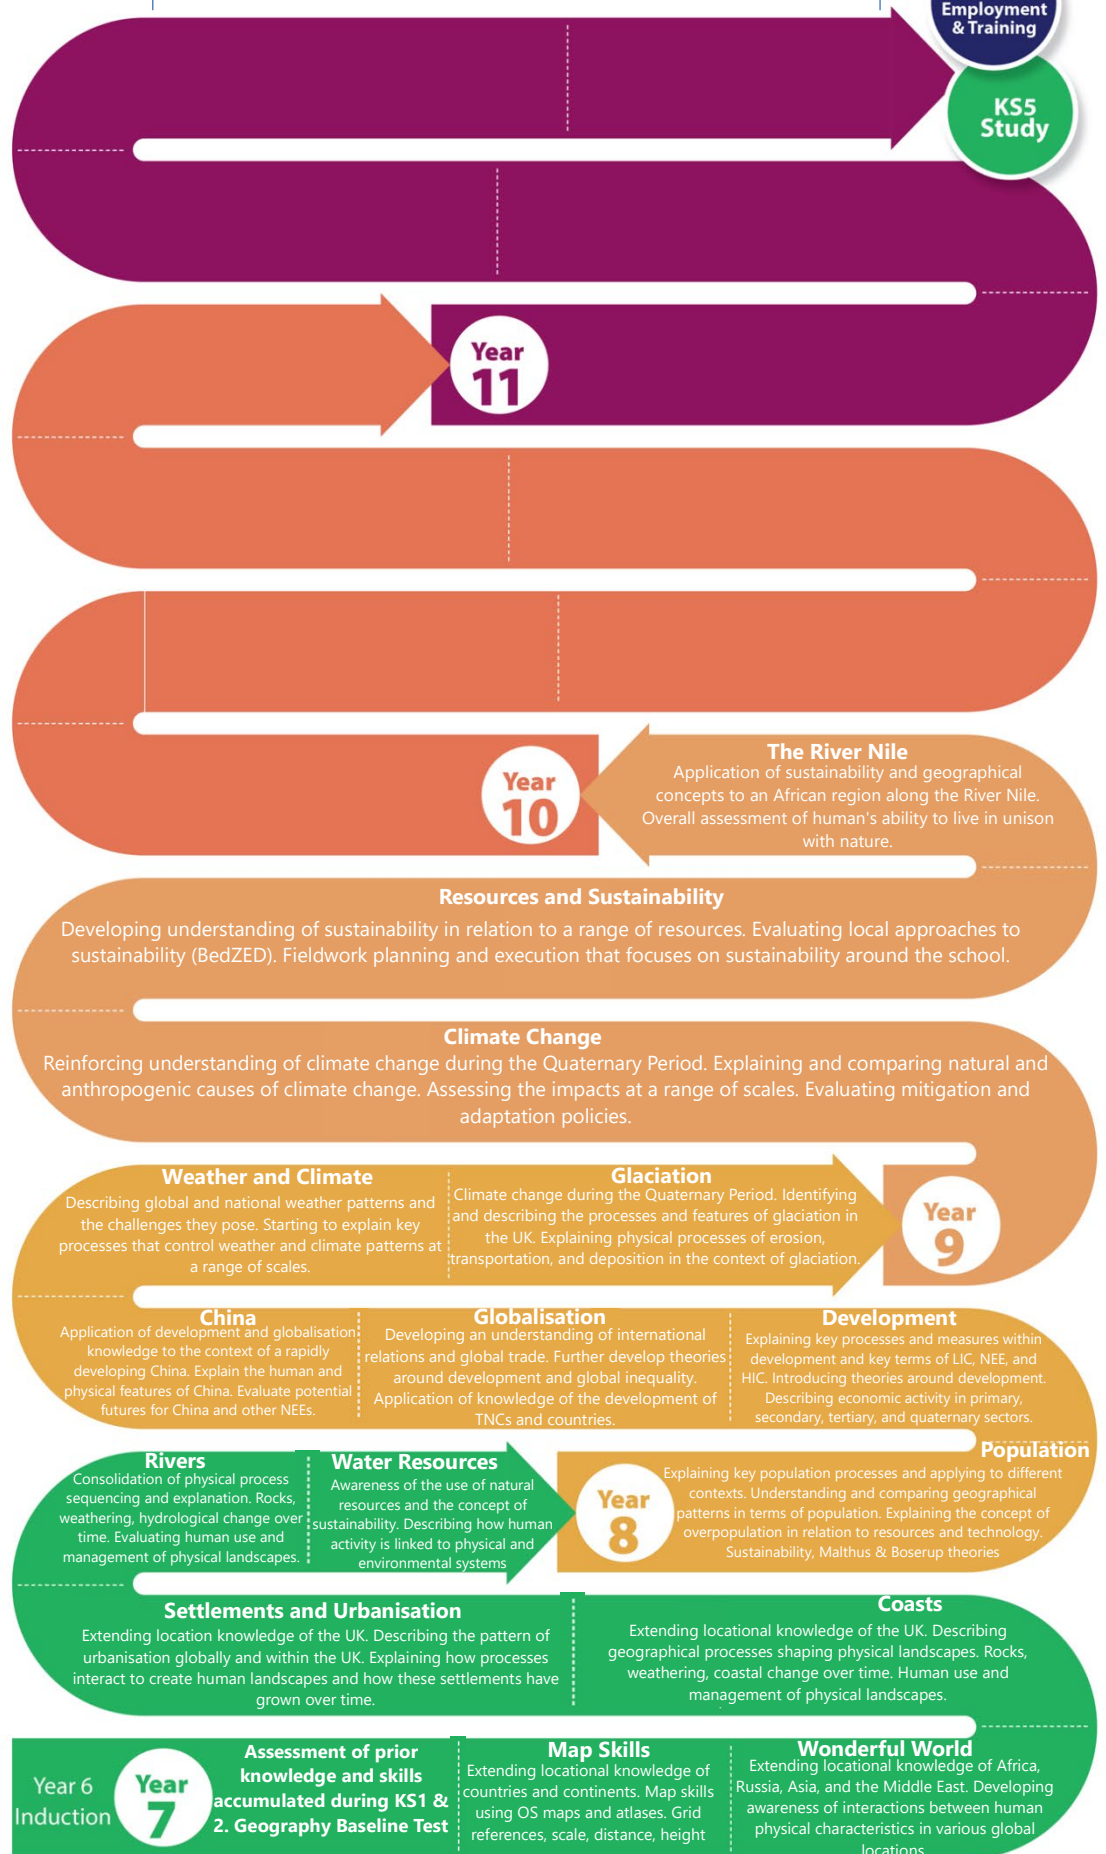 Employment
& Training
KS5
Study
Year
11
The River Nile
Application of sustainability and geographical
concepts to an African region along the River Nile.
Overall assessment of human's ability to live in unison
with nature.
Year
10
Resources and Sustainability
Developing understanding of sustainability in relation to a range of resources. Evaluating local approaches to
sustainability (BedZED). Fieldwork planning and execution that focuses on sustainability around the school.
Climate Change
Reinforcing understanding of climate change during the Quaternary Period. Explaining and comparing natural and
anthropogenic causes of climate change. Assessing the impacts at a range of scales. Evaluating mitigation and
adaptation policies.
Weather and Climate
Describing global and national weather patterns and
the challenges they pose. Starting to explain key
processes that control weather and climate patterns at
a range of scales.
Glaciation
Climate change during the Quaternary Period. Identifying
and describing the processes and features of glaciation in
the UK. Explaining physical processes of erosion,
transportation, and deposition in the context of glaciation.
Year
9
China
Application of development and globalisation
knowledge to the context of a rapidly
developing China. Explain the human and
physical features of China. Evaluate potential
futures for China and other NEEs.
Globalisation
Developing an understanding of international
relations and global trade. Further develop theories
around development and global inequality.
Application of knowledge of the development of
TNCs and countries.
Development
Explaining key processes and measures within
development and key terms of LIC, NEE, and
HIC. Introducing theories around development.
Describing economic activity in primary,
secondary, tertiary, and quaternary sectors.
Rivers
Consolidation of physical process
sequencing and explanation. Rocks,
weathering, hydrological change over
time. Evaluating human use and
management of physical landscapes.
Water Resources
Awareness of the use of natural
resources and the concept of
sustainability. Describing how human
activity is linked to physical and
environmental systems
Year
8
Population
Explaining key population processes and applying to different
contexts. Understanding and comparing geographical
patterns in terms of population. Explaining the concept of
overpopulation in relation to resources and technology.
Sustainability, Malthus & Boserup theories
Settlements and Urbanisation
Extending location knowledge of the UK. Describing the pattern of
urbanisation globally and within the UK. Explaining how processes
interact to create human landscapes and how these settlements have
grown over time.
Coasts
Extending locational knowledge of the UK. Describing
geographical processes shaping physical landscapes. Rocks,
weathering, coastal change over time. Human use and
management of physical landscapes.
Year 6
Induction
Year
7
Assessment of prior
knowledge and skills
accumulated during KS1 &
2. Geography Baseline Test
Map Skills
Extending locational knowledge of
countries and continents. Map skills
using OS maps and atlases. Grid
references, scale, distance, height
Wonderful World
Extending locational knowledge of Africa,
Russia, Asia, and the Middle East. Developing
awareness of interactions between human
physical characteristics in various global
locations